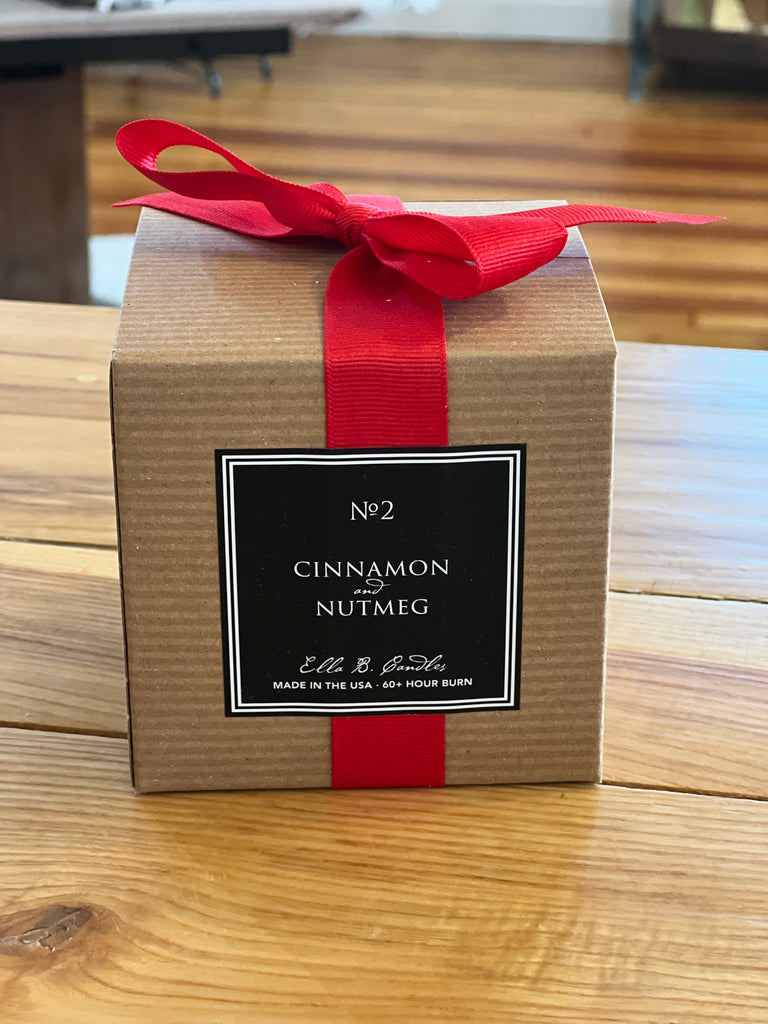 Nº2
CINNAMON
and
NUTMEG
Ella B. Candles
MADE IN THE USA · 60+ HOUR BURN